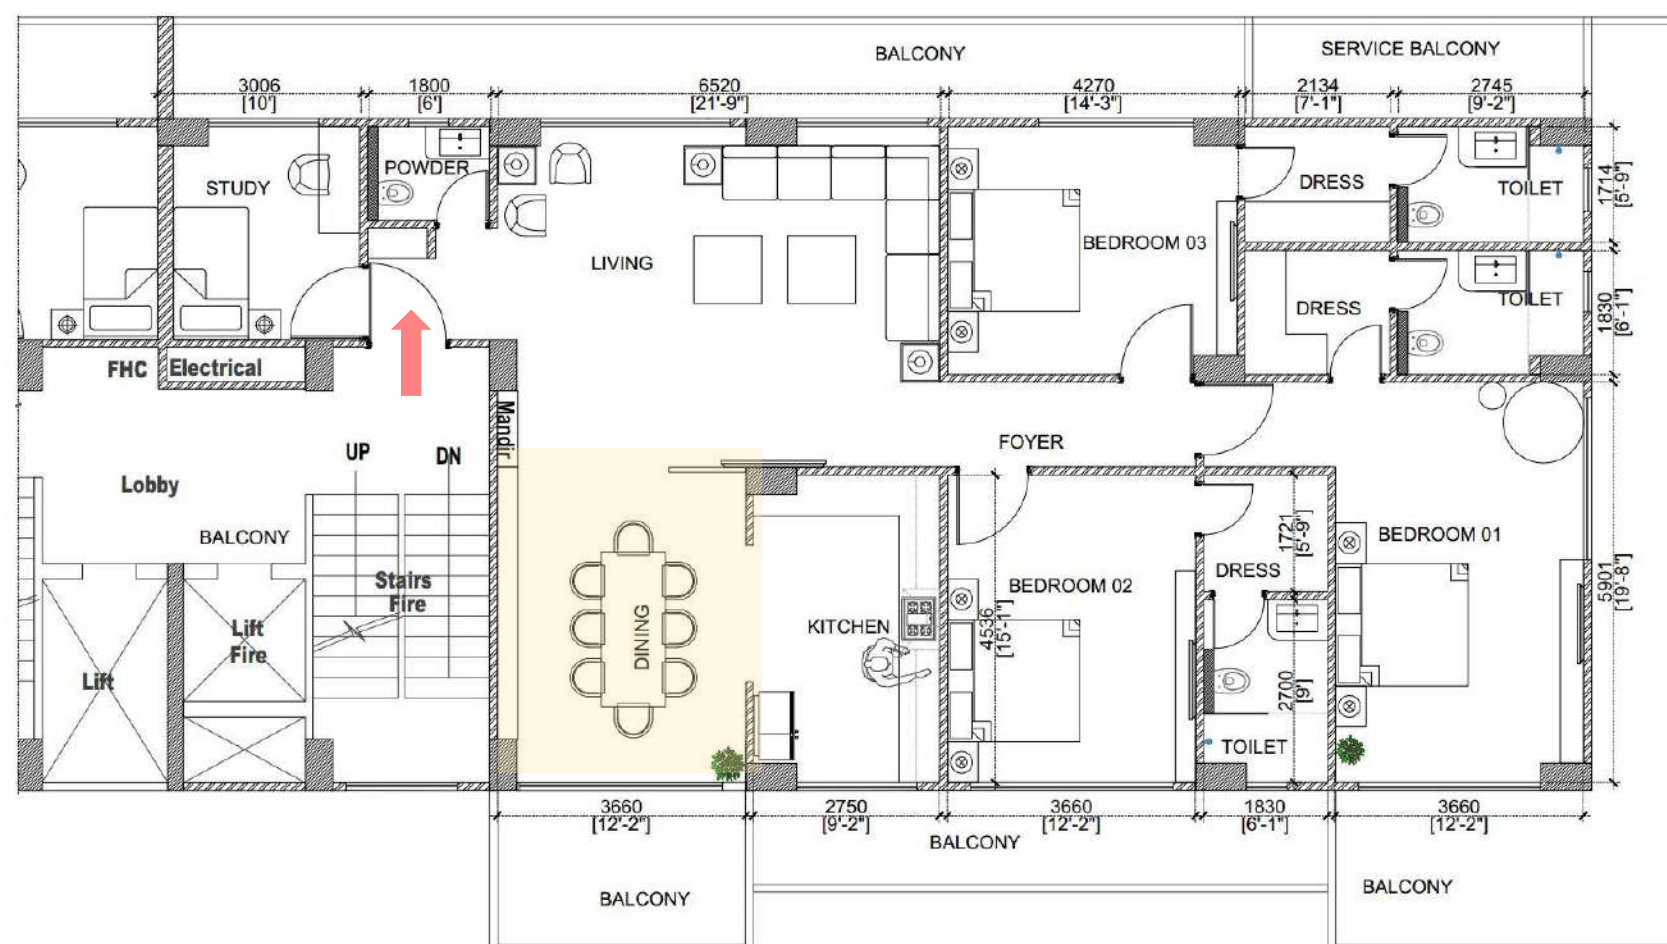 BALCONY
SERVICE BALCONY
3006
[10']
1800
[6']
6520
[21'-9"]
4270
[14'-3"]
2134
[7'-1"]
2745
[9'-2"]
STUDY
POWDER
LIVING
BEDROOM 03
DRESS
TOILET
1714
[5'-9"]
DRESS
TOILET
1830
[6'-1"]
FHC
Electrical
Mandir
FOYER
UP
DN
Lobby
BALCONY
Stairs
Fire
Lift
Fire
Lift
DINING
KITCHEN
BEDROOM 02
4536
[15'-1"]
1721
[5'-9"]
DRESS
2700
[9']
TOILET
BEDROOM 01
5901
[19'-8"]
3660
[12'-2"]
2750
[9'-2"]
3660
[12'-2"]
1830
[6'-1"]
3660
[12'-2"]
BALCONY
BALCONY
BALCONY